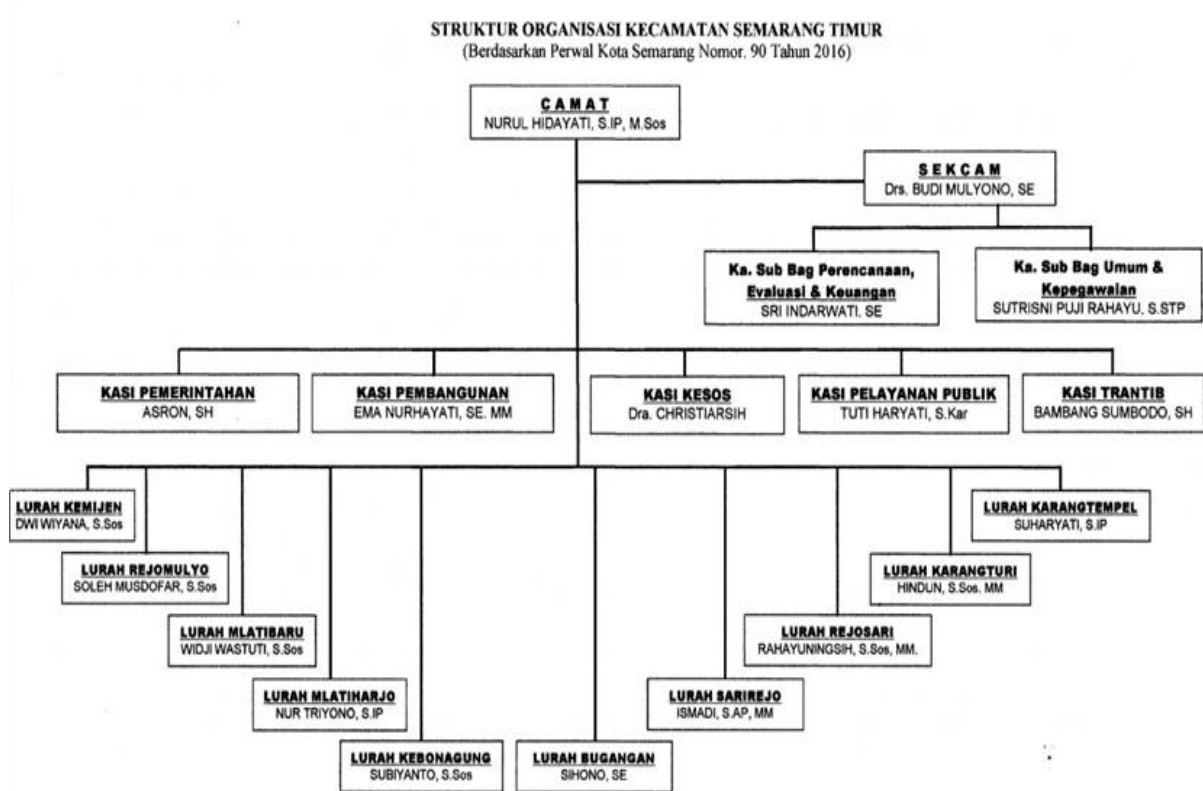 STRUKTUR ORGANISASI KECAMATAN SEMARANG TIMUR
(Berdasarkan Perwal Kota Semarang Nomor. 90 Tahun 2016)
C A M A T
NURUL HIDAYATI, S.IP, M.Sos
S E K C A M
Drs. BUDI MULYONO, SE
Ka. Sub Bag Perencanaan,
Evaluasi & Keuangan
SRI INDARWATI. SE
Ka. Sub Bag Umum &
Kepegawaian
SUTRISNI PUJI RAHAYU. S.STP
KASI PEMERINTAHAN
ASRON, SH
KASI PEMBANGUNAN
EMA NURHAYATI, SE. MM
KASI KESOS
Dra. CHRISTIARSIH
KASI PELAYANAN PUBLIK
TUTI HARYATI, S.Kar
KASI TRANTIB
BAMBANG SUMBODO, SH
LURAH KEMIJEN
DWI WIYANA, S.Sos
LURAH REJOMULYO
SOLEH MUSDOFAR, S.Sos
LURAH MLATIBARU
WIDJI WASTUTI, S.Sos
LURAH MLATIHARJO
NUR TRIYONO, S.IP
LURAH KEBONAGUNG
SUBIYANTO, S.Sos
LURAH BUGANGAN
SIHONO, SE
LURAH SARIREJO
ISMADI, S.AP, MM
LURAH REJOSARI
RAHAYUNINGSIH, S.Sos, MM.
LURAH KARANGTURI
HINDUN, S.Sos. MM
LURAH KARANGTEMPEL
SUHARYATI, S.IP